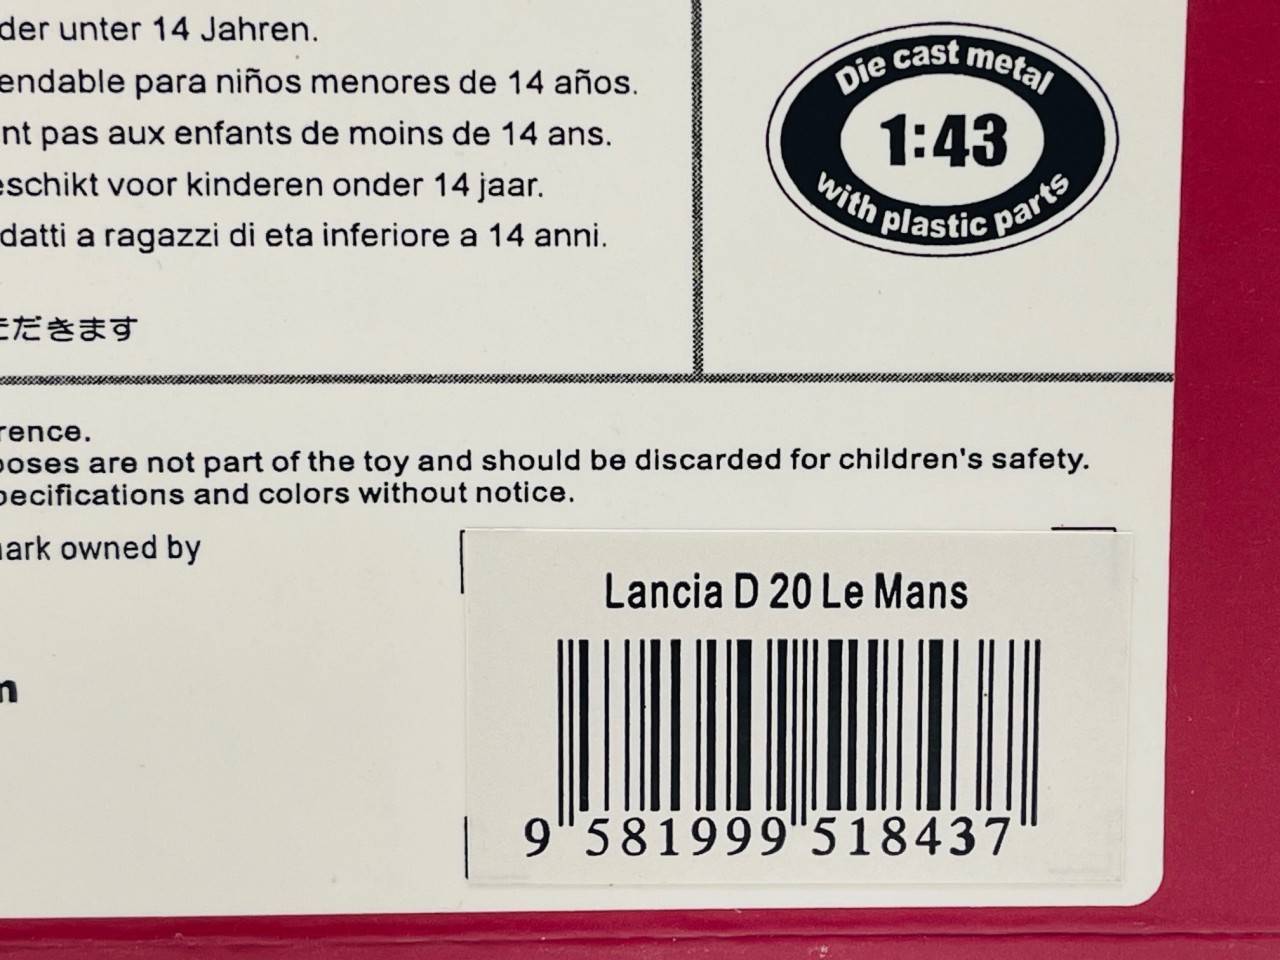 der unter 14 Jahren.
endable para niños menores de 14 años.
nt pas aux enfants de moins de 14 ans.
eschikt voor kinderen onder 14 jaar.
datti a ragazzi di eta inferiore a 14 anni.
ただきます
Die cast metal
1:43
with plastic parts
rence.
poses are not part of the toy and should be discarded for children's safety.
pecifications and colors without notice.
mark owned by
m
Lancia D 20 Le Mans
9 581999 518437